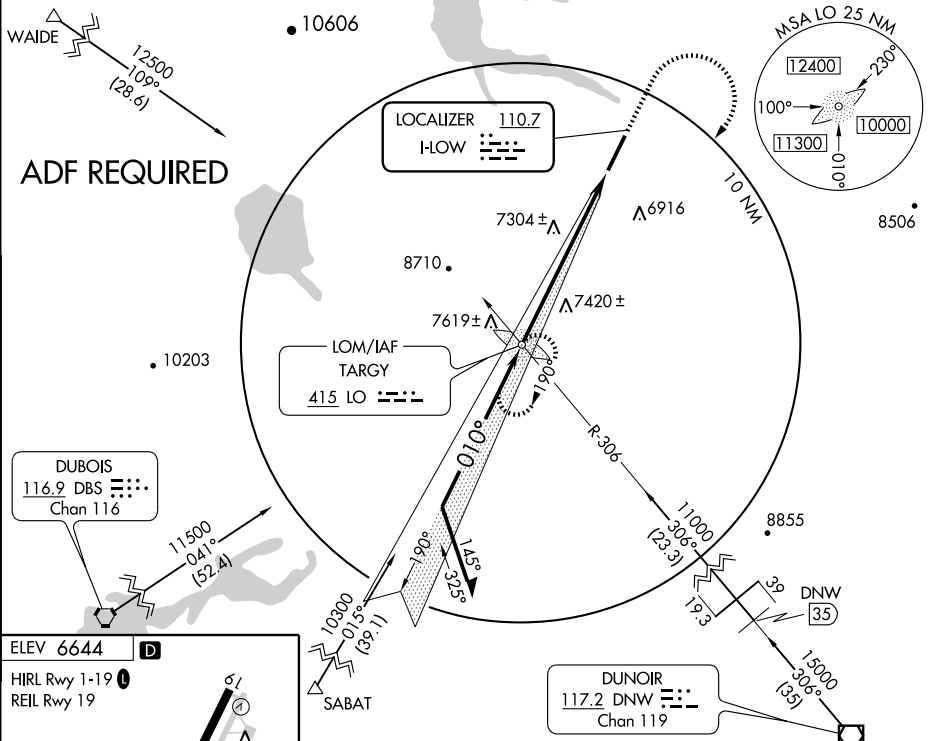 WAIDE
12500
109°
(28.6)
10606
MSA LO 25 NM
12400
230°
100°
10000
11300
010°
ADF REQUIRED
LOCALIZER 110.7
I-LOW
10 NM
7304 ±
6916
8506
8710
7619±
7420 ±
10203
LOM/IAF
TARGY
415 LO
190°
010°
R-306
DUBOIS
116.9 DBS
Chan 116
11500
041°
(52.4)
190°
145°
325°
11000
306°
(23.3)
8855
39
19.3
DNW
35
10300
015°
(39.1)
SABAT
15000
306°
(35)
DUNOIR
117.2 DNW
Chan 119
ELEV 6644 D
HIRL Rwy 1-19 L
REIL Rwy 19
19
A